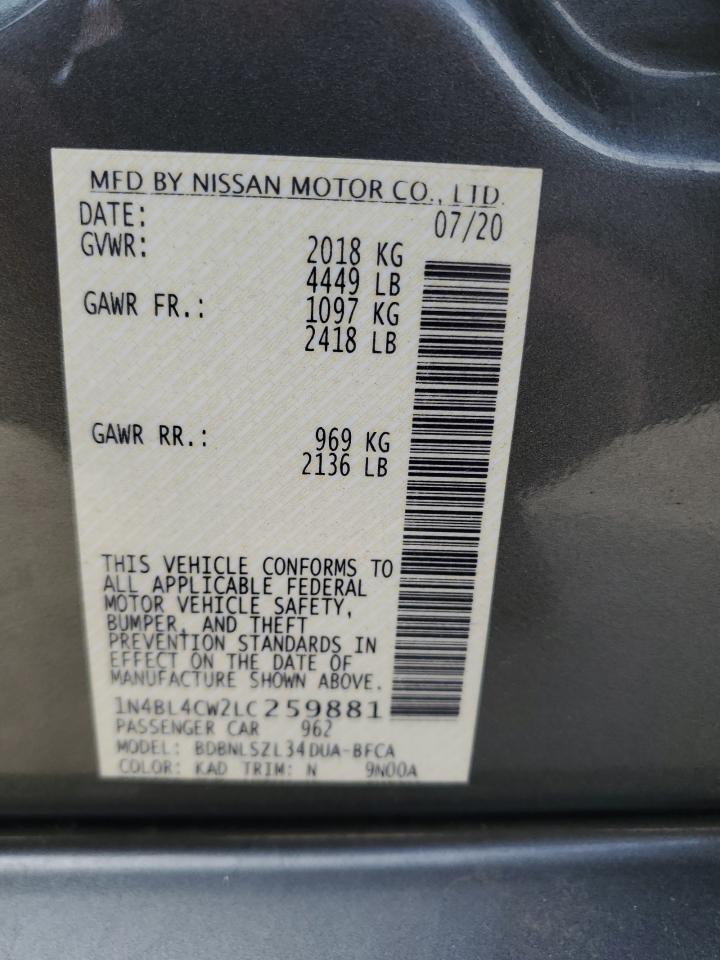 MFD BY NISSAN MOTOR CO., LTD.
DATE: 07/20
GVWR: 2018 KG
4449 LB
GAWR FR.: 1097 KG
2418 LB
GAWR RR.: 969 KG
2136 LB
THIS VEHICLE CONFORMS TO
ALL APPLICABLE FEDERAL
MOTOR VEHICLE SAFETY,
BUMPER, AND THEFT
PREVENTION STANDARDS IN
EFFECT ON THE DATE OF
MANUFACTURE SHOWN ABOVE.
1N4BL4CW2LC259881
PASSENGER CAR 962
MODEL: BDBNLSZL34DUA-BFCA
COLOR: KAD TRIM: N 9N00A